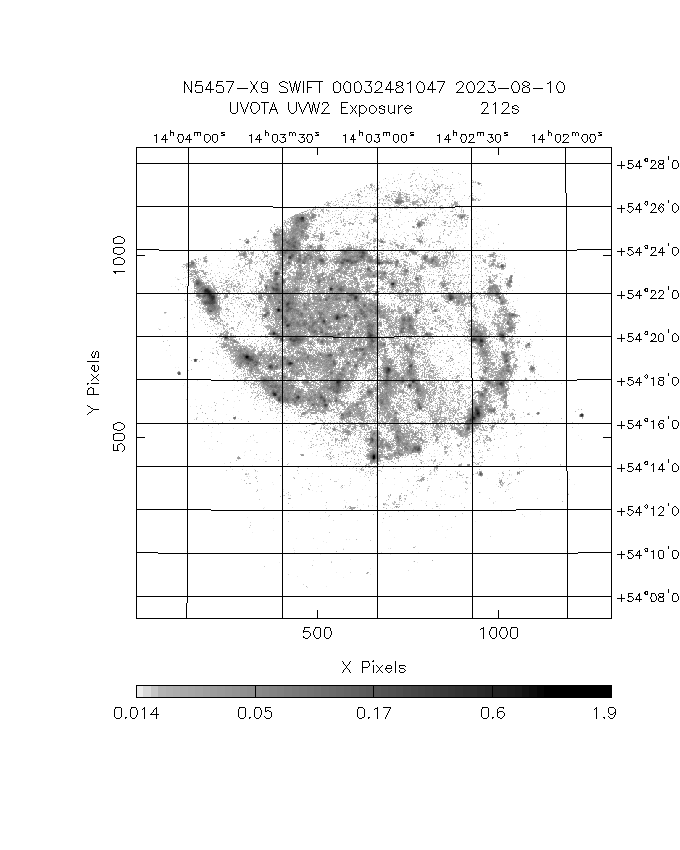 N5457-X9 SWIFT 00032481047 2023-08-10
UVOTA UVW2 Exposure 212s
14ʰ04ᵐ00ˢ 14ʰ03ᵐ30ˢ 14ʰ03ᵐ00ˢ 14ʰ02ᵐ30ˢ 14ʰ02ᵐ00ˢ
+54°28'0
+54°26'0
+54°24'0
+54°22'0
+54°20'0
+54°18'0
+54°16'0
+54°14'0
+54°12'0
+54°10'0
+54°08'0
1000
500
Y Pixels
500 1000
X Pixels
0.014 0.05 0.17 0.6 1.9